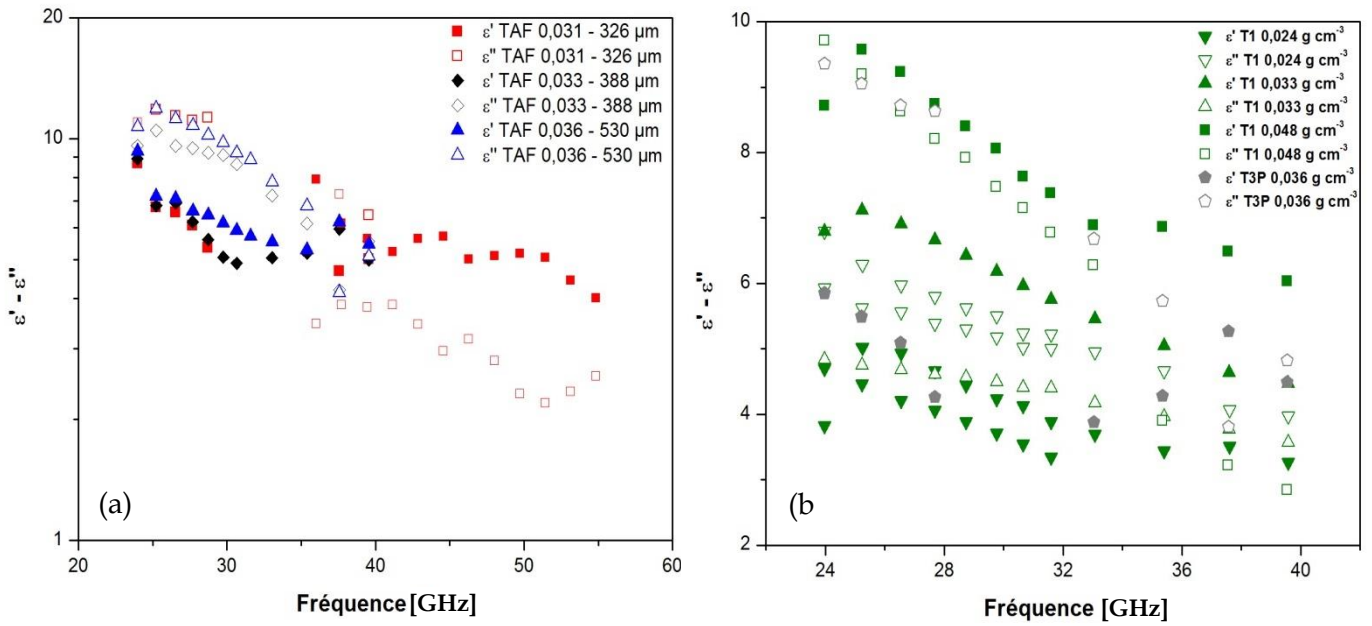 20
10
1
20
30
40
50
60
ε' - ε"
Fréquence [GHz]
(a)
ε' TAF 0,031 - 326 µm
ε" TAF 0,031 - 326 µm
ε' TAF 0,033 - 388 µm
ε" TAF 0,033 - 388 µm
ε' TAF 0,036 - 530 µm
ε" TAF 0,036 - 530 µm
10
8
6
4
2
24
28
32
36
40
ε' - ε"
Fréquence [GHz]
(b
ε' T1 0,024 g cm⁻³
ε" T1 0,024 g cm⁻³
ε' T1 0,033 g cm⁻³
ε" T1 0,033 g cm⁻³
ε' T1 0,048 g cm⁻³
ε" T1 0,048 g cm⁻³
ε' T3P 0,036 g cm⁻³
ε" T3P 0,036 g cm⁻³